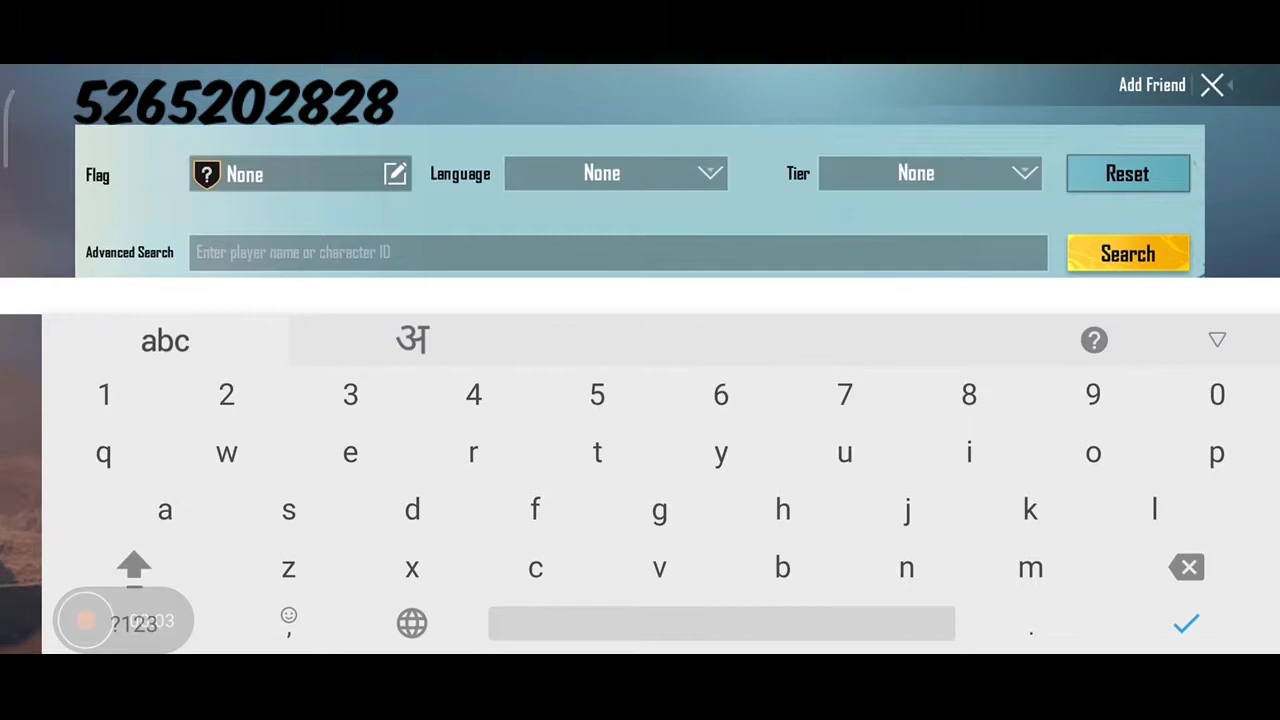 5265202828
Add Friend
Flag ? None Language None Tier None Reset
Advanced Search Enter player name or character ID Search
abc अ ?
1 2 3 4 5 6 7 8 9 0
q w e r t y u i o p
a s d f g h j k l
z x c v b n m
?123 , .